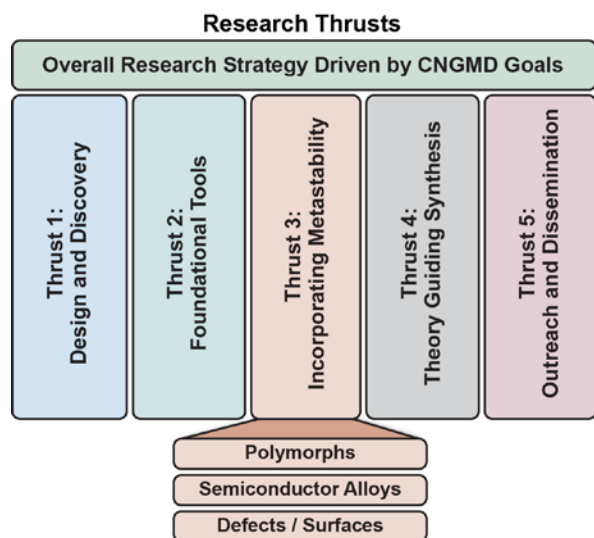 Research Thrusts
Overall Research Strategy Driven by CNGMD Goals
Thrust 1:
Design and Discovery
Thrust 2:
Foundational Tools
Thrust 3:
Incorporating Metastability
Thrust 4:
Theory Guiding Synthesis
Thrust 5:
Outreach and Dissemination
Polymorphs
Semiconductor Alloys
Defects / Surfaces